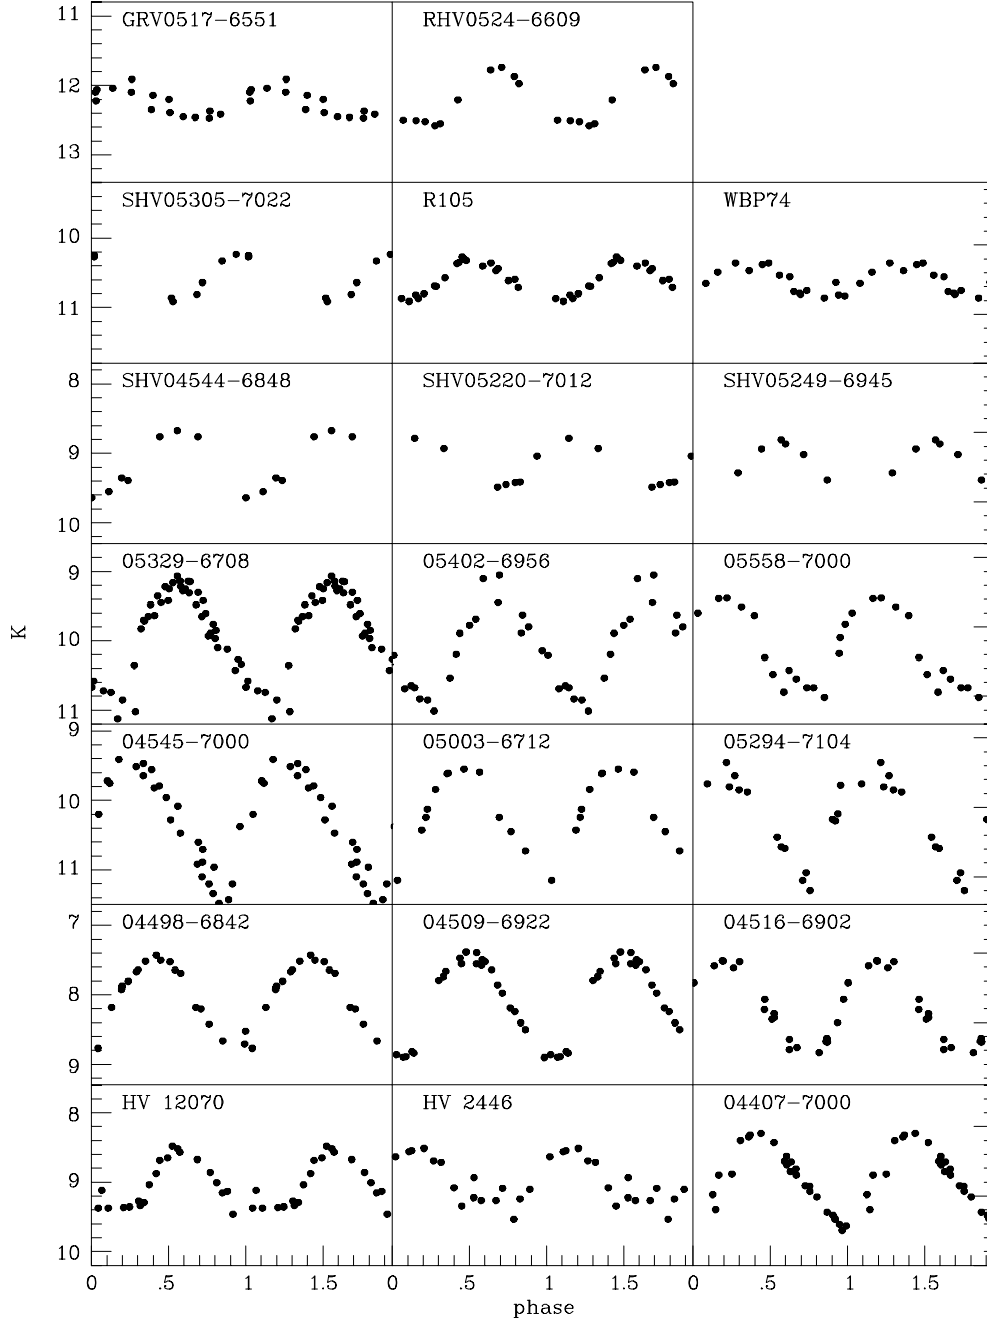 11
12
13
GRV0517-6551
RHV0524-6609
10
11
SHV05305-7022
R105
WBP74
8
9
10
SHV04544-6848
SHV05220-7012
SHV05249-6945
9
10
11
05329-6708
05402-6956
05558-7000
K
9
10
11
04545-7000
05003-6712
05294-7104
7
8
9
04498-6842
04509-6922
04516-6902
8
9
10
HV 12070
HV 2446
04407-7000
0 .5 1 1.5 0 .5 1 1.5 0 .5 1 1.5
phase